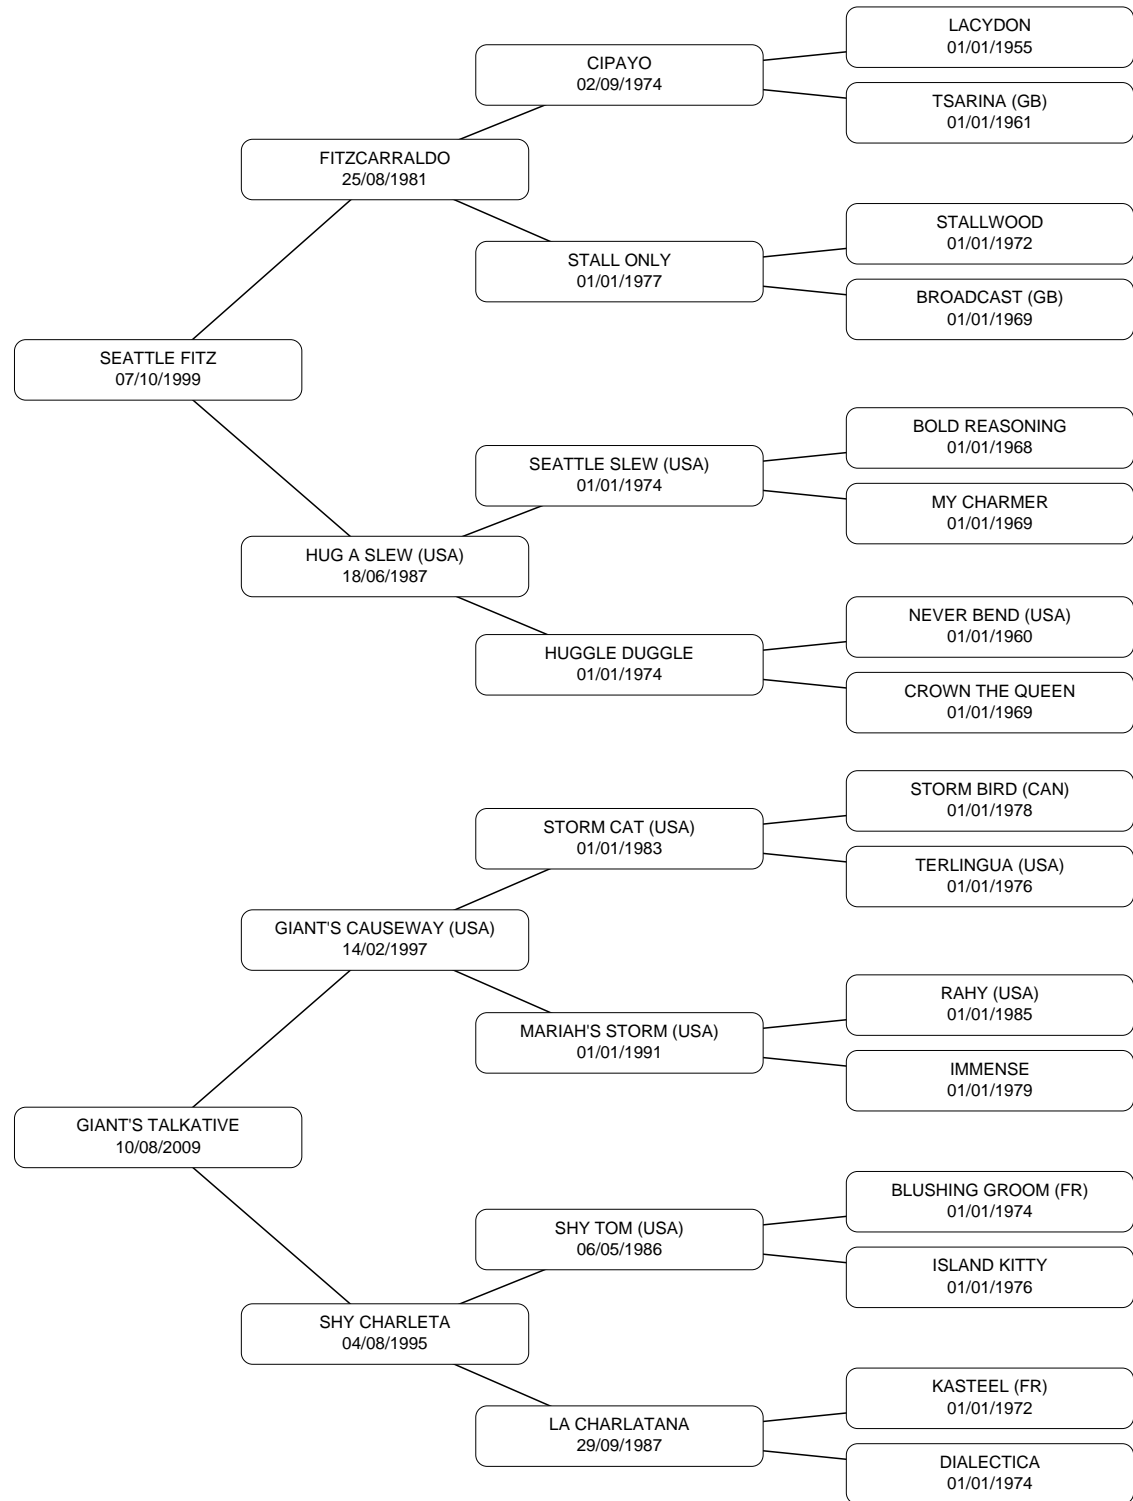 LACYDON
01/01/1955
CIPAYO
02/09/1974
TSARINA (GB)
01/01/1961
FITZCARRALDO
25/08/1981
STALLWOOD
01/01/1972
STALL ONLY
01/01/1977
BROADCAST (GB)
01/01/1969
SEATTLE FITZ
07/10/1999
BOLD REASONING
01/01/1968
SEATTLE SLEW (USA)
01/01/1974
MY CHARMER
01/01/1969
HUG A SLEW (USA)
18/06/1987
NEVER BEND (USA)
01/01/1960
HUGGLE DUGGLE
01/01/1974
CROWN THE QUEEN
01/01/1969
STORM BIRD (CAN)
01/01/1978
STORM CAT (USA)
01/01/1983
TERLINGUA (USA)
01/01/1976
GIANT'S CAUSEWAY (USA)
14/02/1997
RAHY (USA)
01/01/1985
MARIAH'S STORM (USA)
01/01/1991
IMMENSE
01/01/1979
GIANT'S TALKATIVE
10/08/2009
BLUSHING GROOM (FR)
01/01/1974
SHY TOM (USA)
06/05/1986
ISLAND KITTY
01/01/1976
SHY CHARLETA
04/08/1995
KASTEEL (FR)
01/01/1972
LA CHARLATANA
29/09/1987
DIALECTICA
01/01/1974